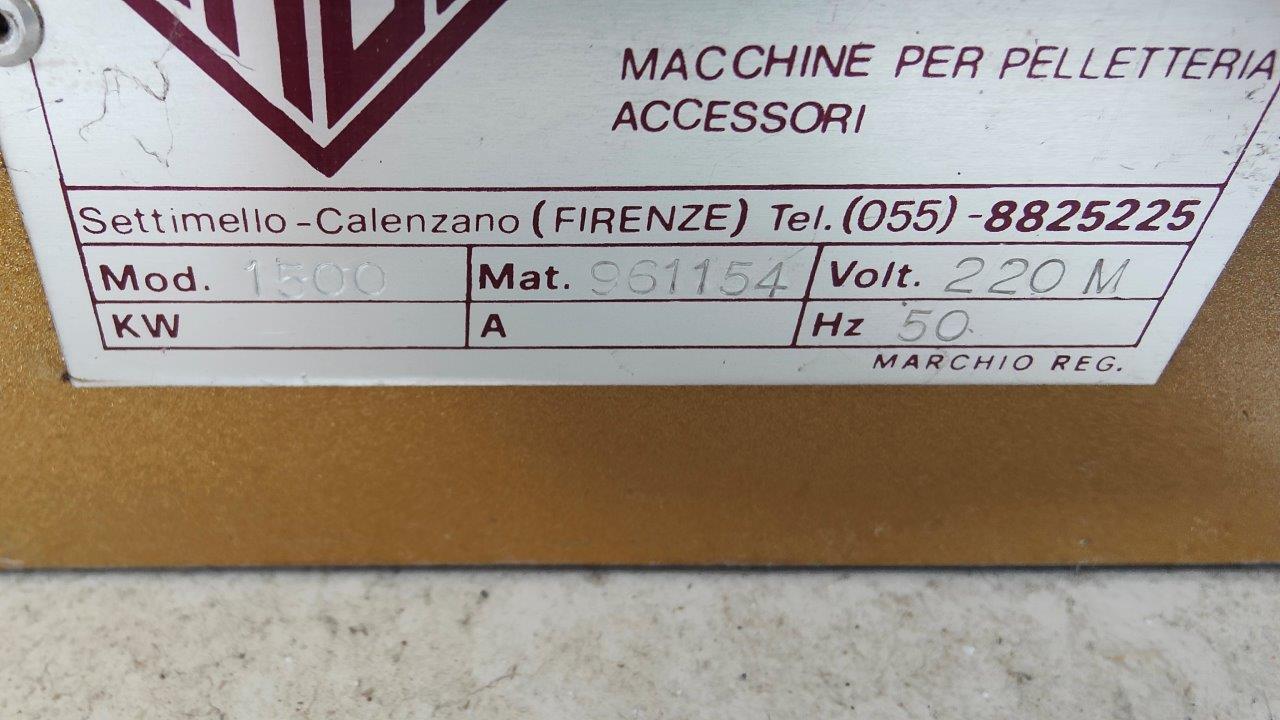 MACCHINE PER PELLETTERIA
ACCESSORI
Settimello-Calenzano (FIRENZE) Tel. (055) -8825225
Mod. 1500 Mat. 961154 Volt. 220 M
KW A Hz 50
MARCHIO REG.